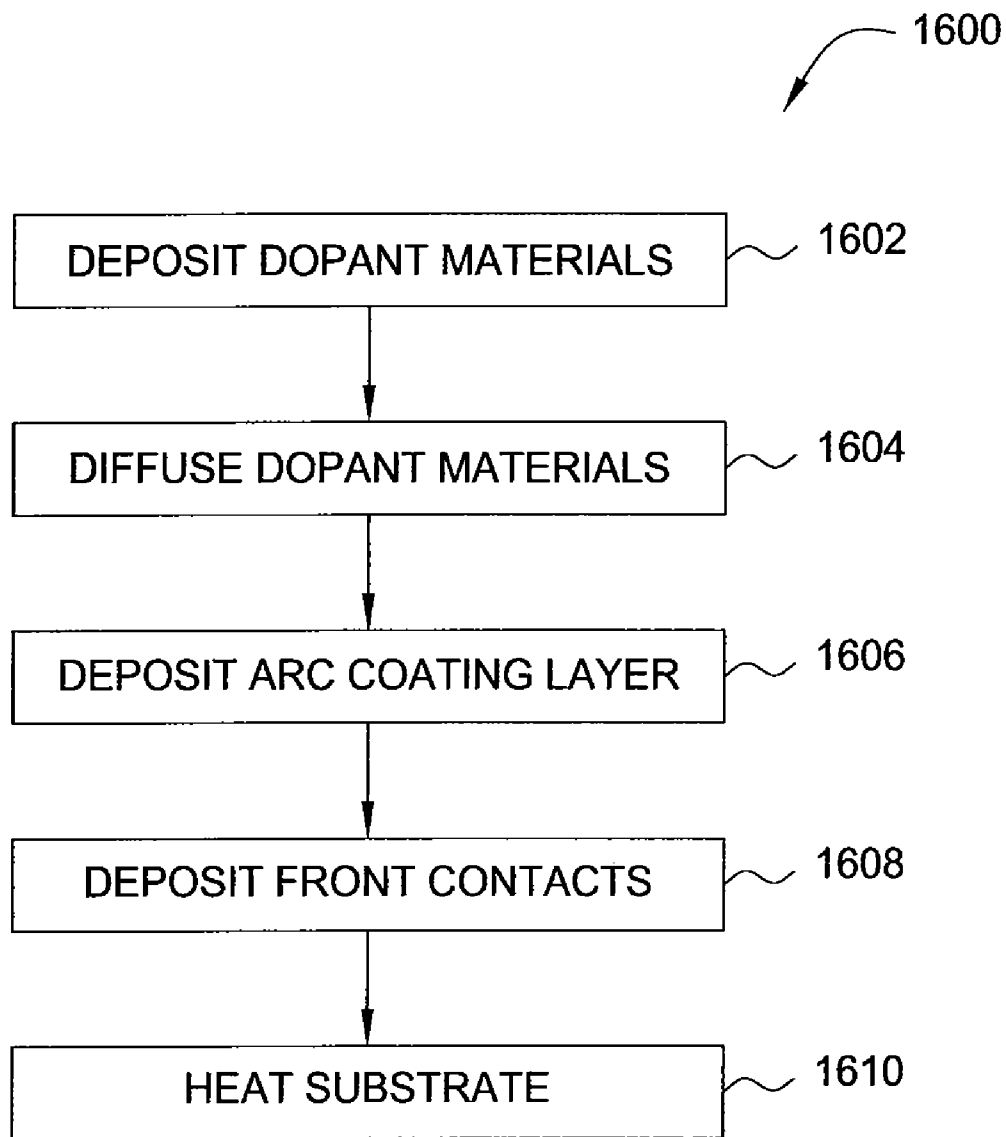 1600
DEPOSIT DOPANT MATERIALS
1602
DIFFUSE DOPANT MATERIALS
1604
DEPOSIT ARC COATING LAYER
1606
DEPOSIT FRONT CONTACTS
1608
HEAT SUBSTRATE
1610